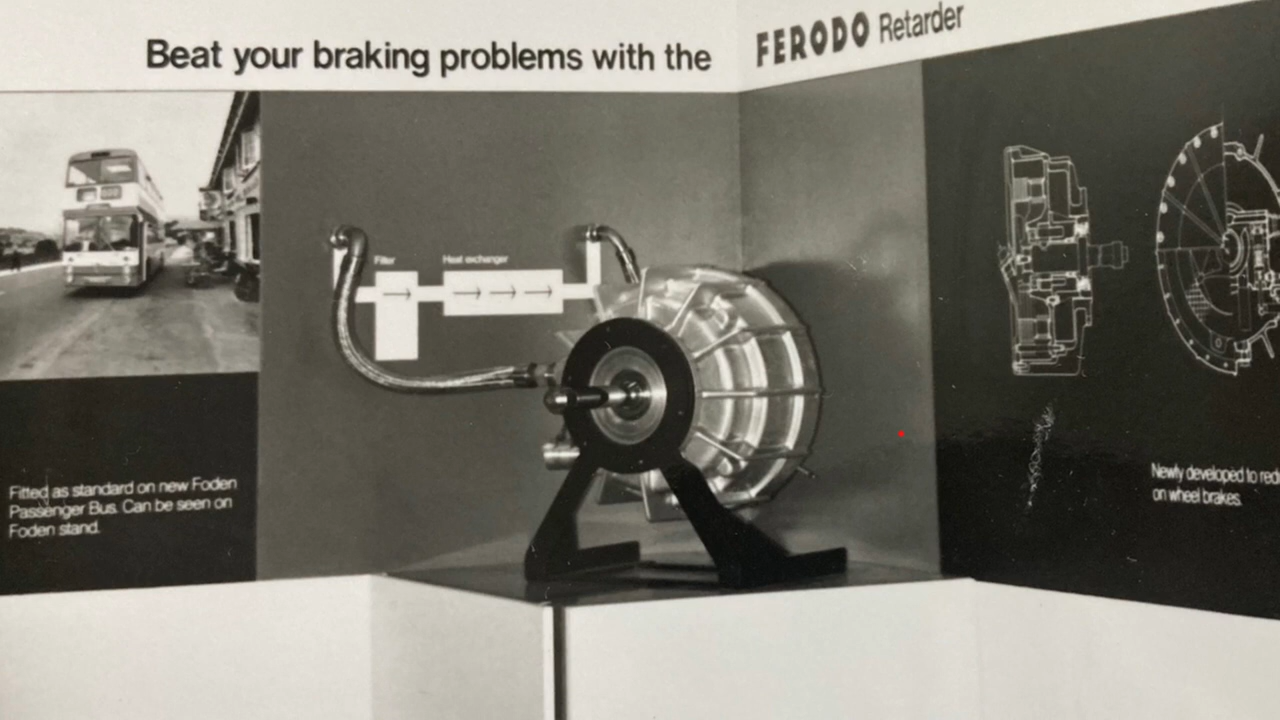 Beat your braking problems with the FERODO Retarder
Filter
Heat exchanger
Fitted as standard on new Foden
Passenger Bus. Can be seen on
Foden stand.
Newly developed to
on wheel brakes.